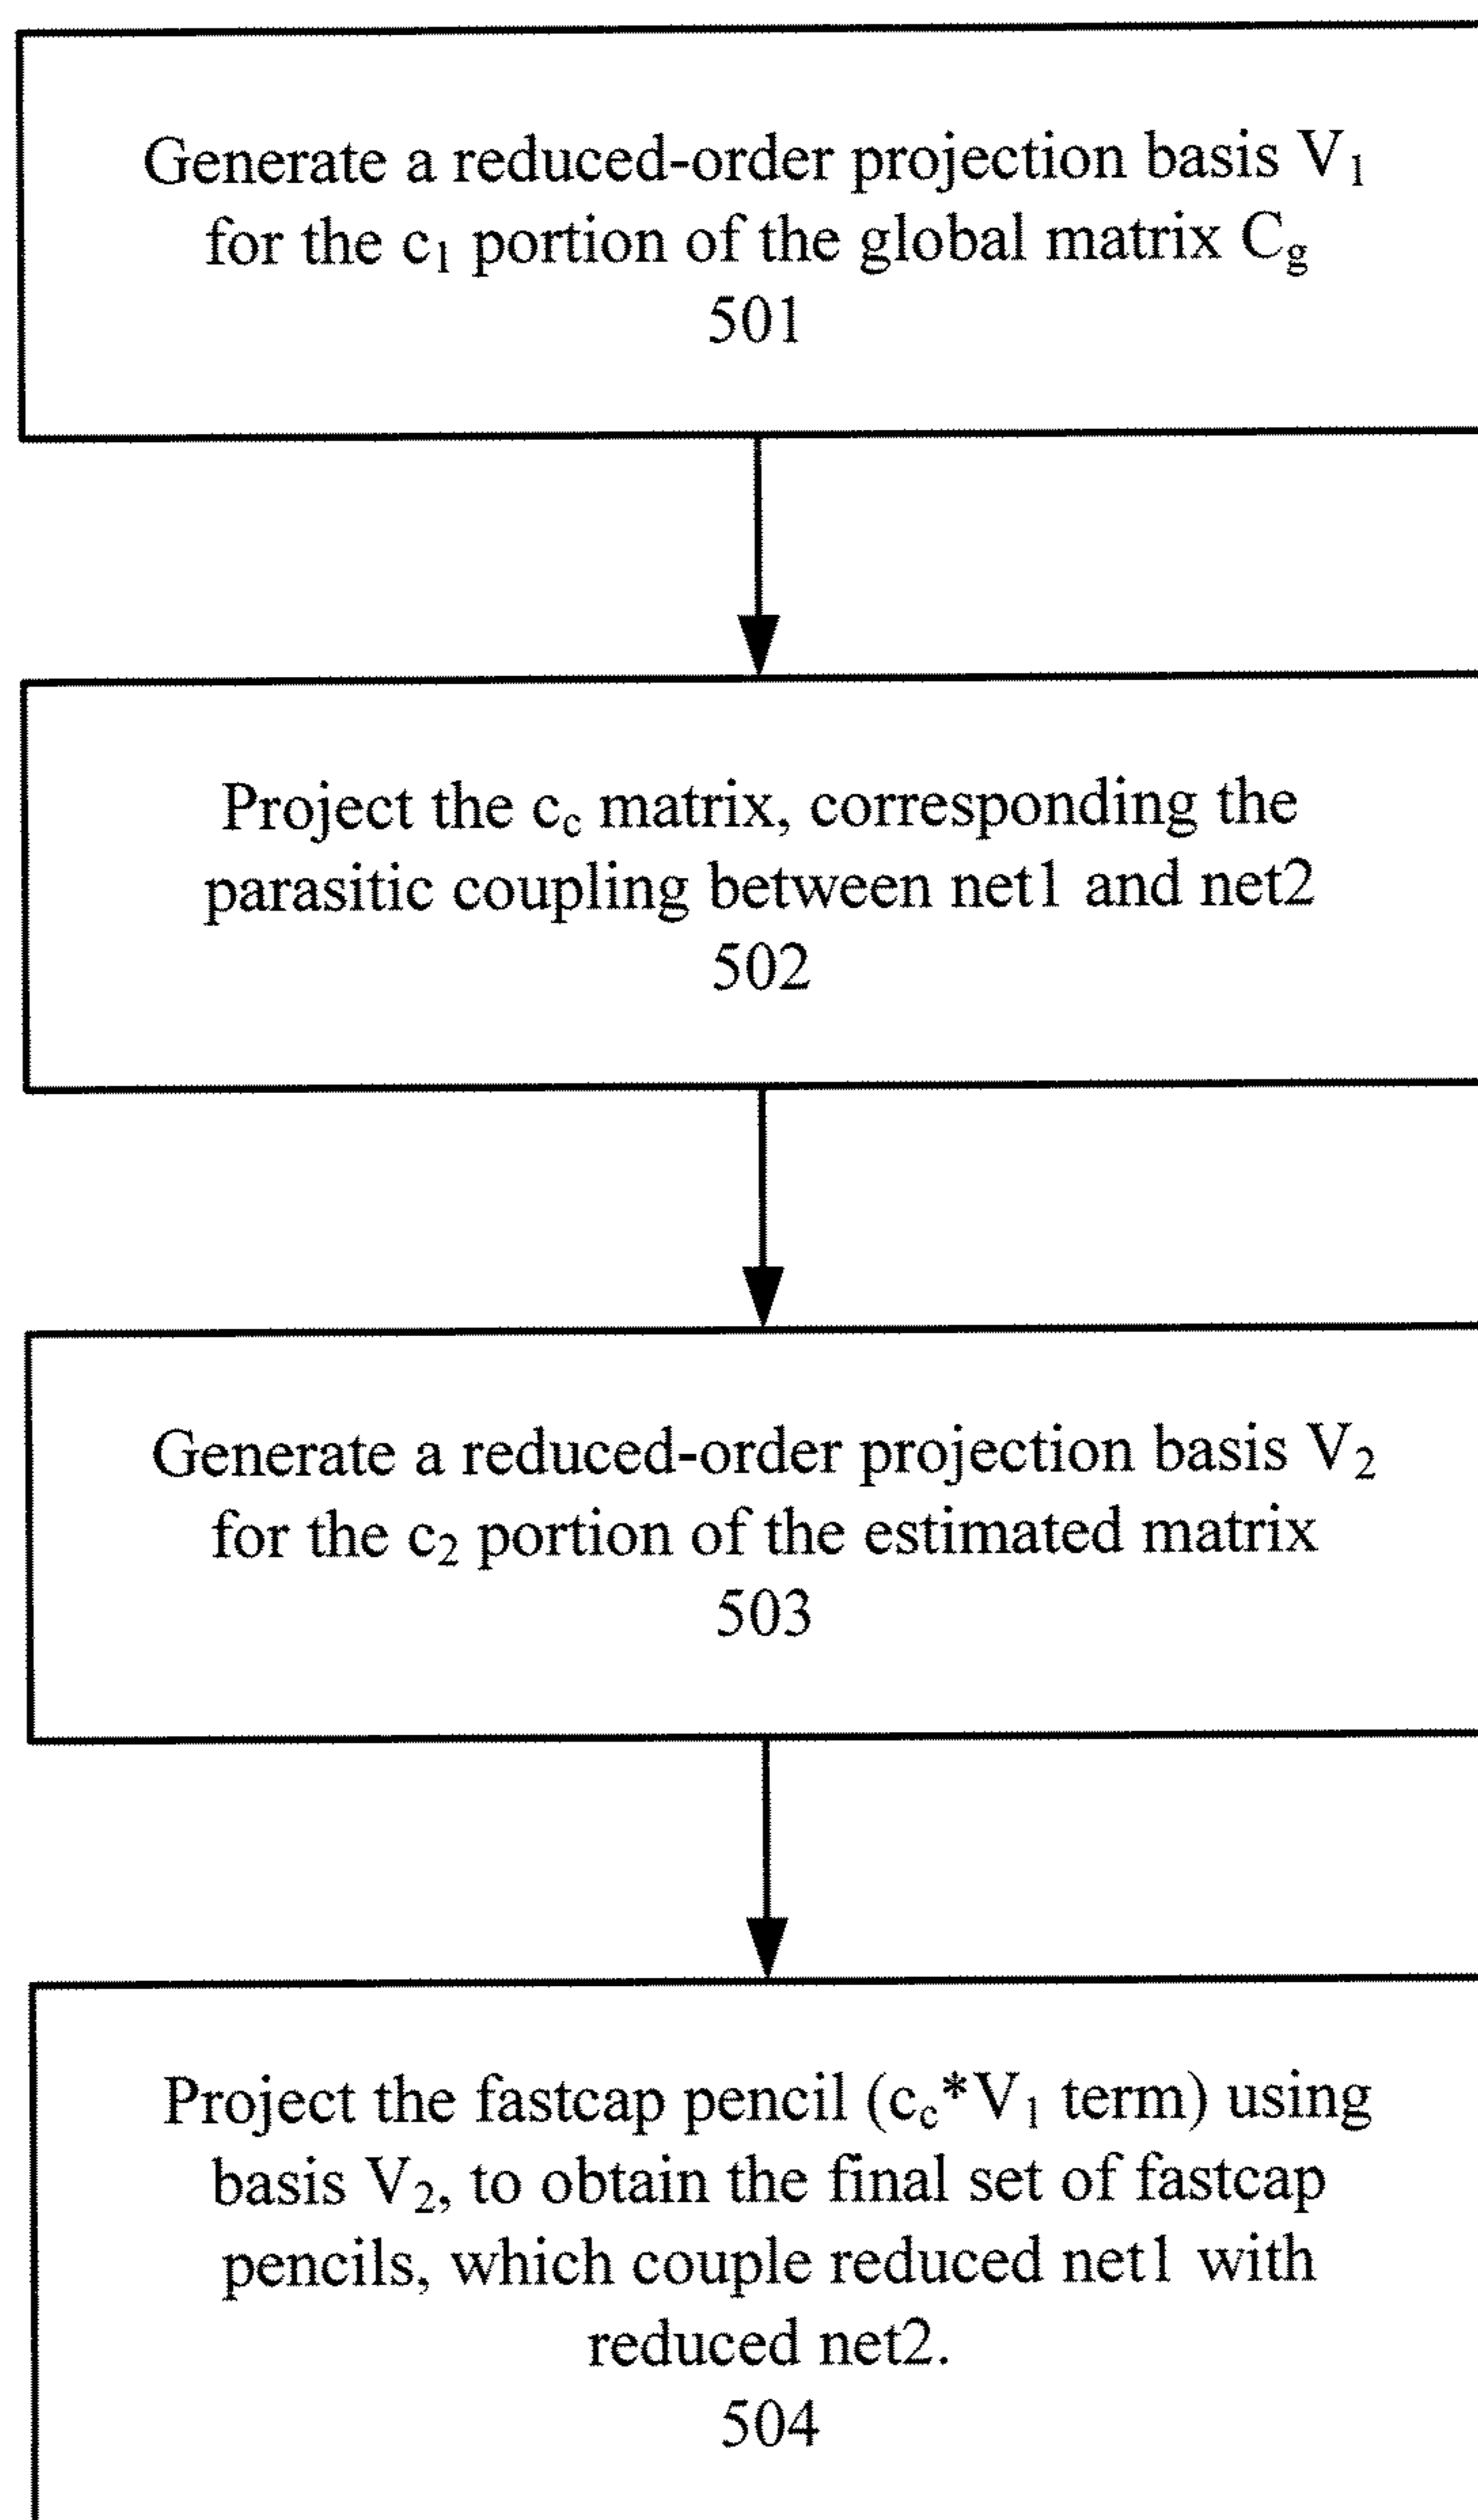 Generate a reduced-order projection basis V₁
for the c₁ portion of the global matrix C_g
501
Project the c_c matrix, corresponding the
parasitic coupling between net1 and net2
502
Generate a reduced-order projection basis V₂
for the c₂ portion of the estimated matrix
503
Project the fastcap pencil (c_c*V₁ term) using
basis V₂, to obtain the final set of fastcap
pencils, which couple reduced net1 with
reduced net2.
504